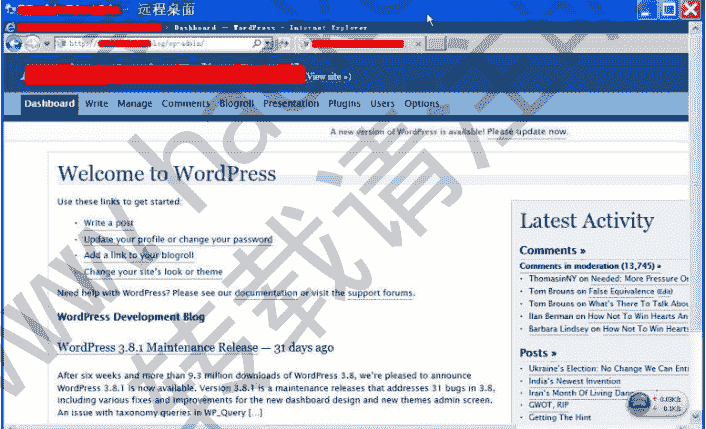 远程桌面
Dashboard — WordPress - Internet Explorer
(View site »)
Dashboard Write Manage Comments Blogroll Presentation Plugins Users Options
A new version of WordPress is available! Please update now.
Welcome to WordPress
Use these links to get started:
- Write a post
- Update your profile or change your password
- Add a link to your blogroll
- Change your site's look or theme
Need help with WordPress? Please see our documentation or visit the support forums.
WordPress Development Blog
WordPress 3.8.1 Maintenance Release — 31 days ago
After six weeks and more than 9.3 million downloads of WordPress 3.8, we're pleased to announce
WordPress 3.8.1 is now available. Version 3.8.1 is a maintenance releases that addresses 31 bugs in 3.8,
including various fixes and improvements for the new dashboard design and new themes admin screen.
An issue with taxonomy queries in WP_Query [...]
Latest Activity
Comments »
Comments in moderation (13,745) »
- ThomasinNY on Needed: More Pressure On
- Tom Brouns on False Equivalence (Edit)
- Tom Brouns on What's There To Talk Abou
- Ilan Berman on How Not To Win Hearts An
- Barbara Lindsey on How Not To Win Hearts
Posts »
- Ukraine's Election: No Change We Can Enti
- India's Newest Invention
- Iran's Month Of Living Dang
- GWOT, RIP
- Getting The Hint
www.ha
转载请注